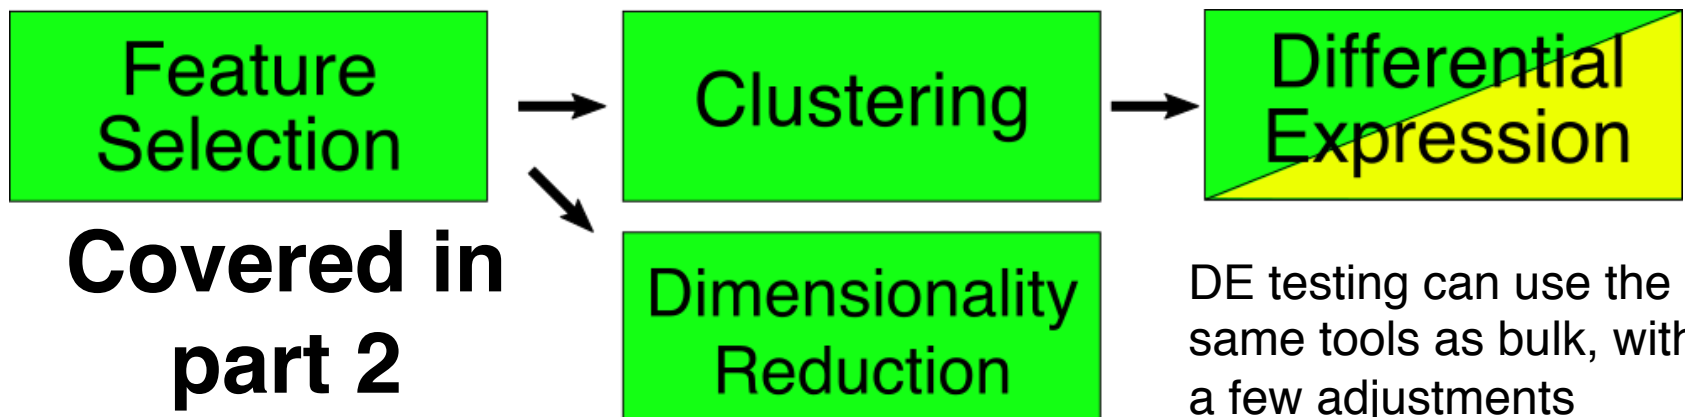 Feature
Selection
Clustering
Differential
Expression
Covered in
part 2
Dimensionality
Reduction
DE testing can use the
same tools as bulk, with
a few adjustments